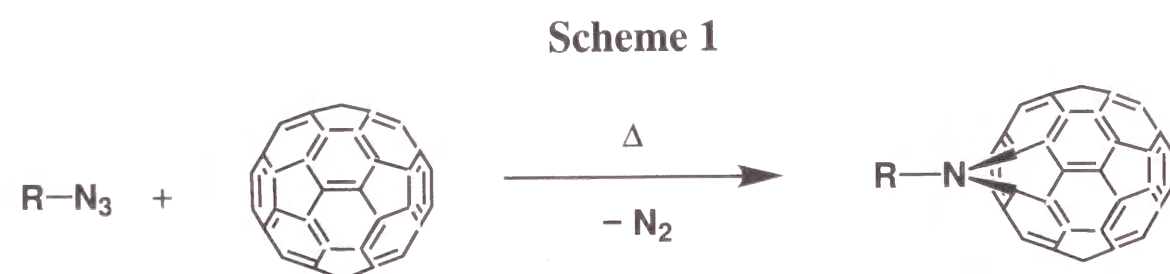 Scheme 1
R–N₃ + Δ R–N
– N₂